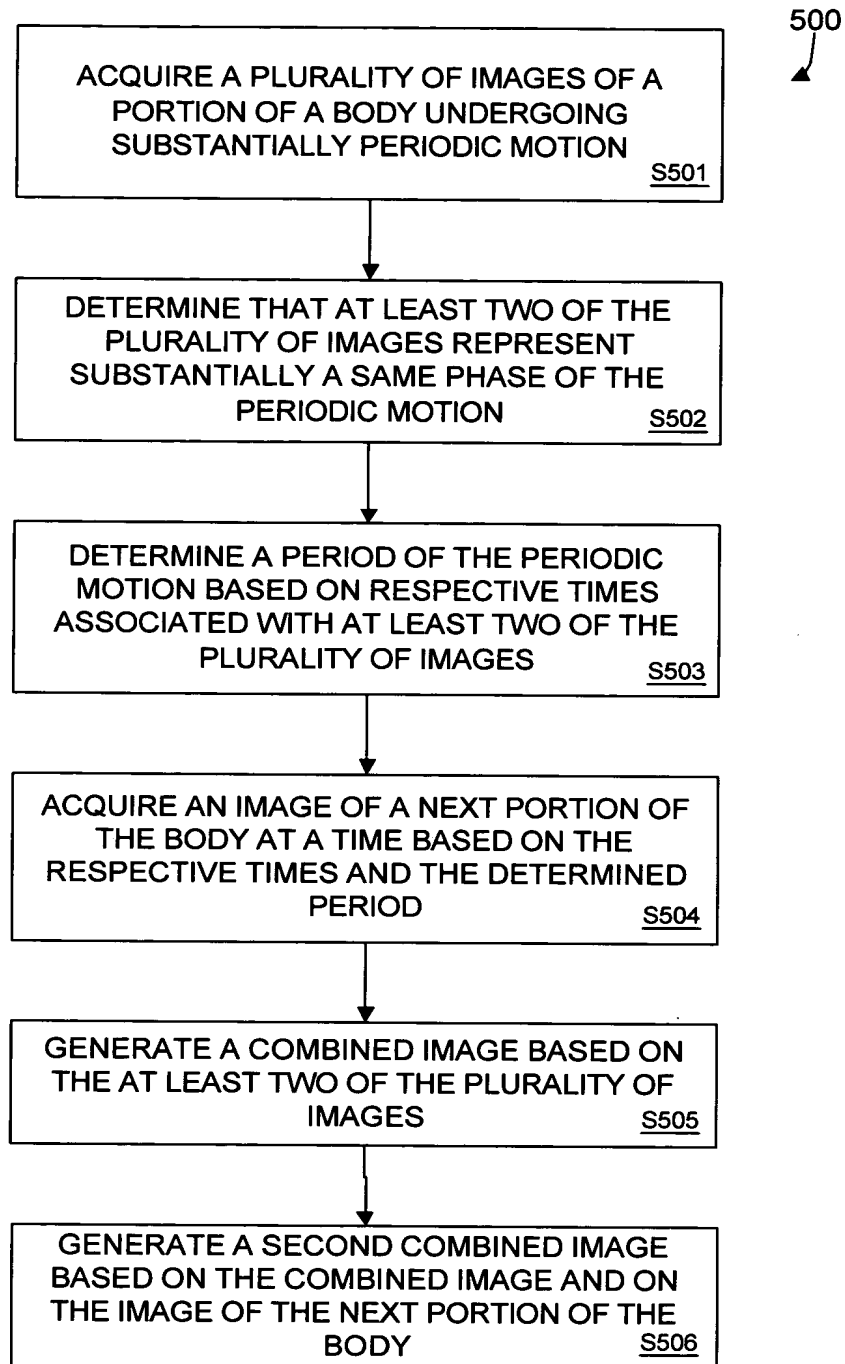 500
ACQUIRE A PLURALITY OF IMAGES OF A
PORTION OF A BODY UNDERGOING
SUBSTANTIALLY PERIODIC MOTION
S501
DETERMINE THAT AT LEAST TWO OF THE
PLURALITY OF IMAGES REPRESENT
SUBSTANTIALLY A SAME PHASE OF THE
PERIODIC MOTION
S502
DETERMINE A PERIOD OF THE PERIODIC
MOTION BASED ON RESPECTIVE TIMES
ASSOCIATED WITH AT LEAST TWO OF THE
PLURALITY OF IMAGES
S503
ACQUIRE AN IMAGE OF A NEXT PORTION OF
THE BODY AT A TIME BASED ON THE
RESPECTIVE TIMES AND THE DETERMINED
PERIOD
S504
GENERATE A COMBINED IMAGE BASED ON
THE AT LEAST TWO OF THE PLURALITY OF
IMAGES
S505
GENERATE A SECOND COMBINED IMAGE
BASED ON THE COMBINED IMAGE AND ON
THE IMAGE OF THE NEXT PORTION OF THE
BODY
S506